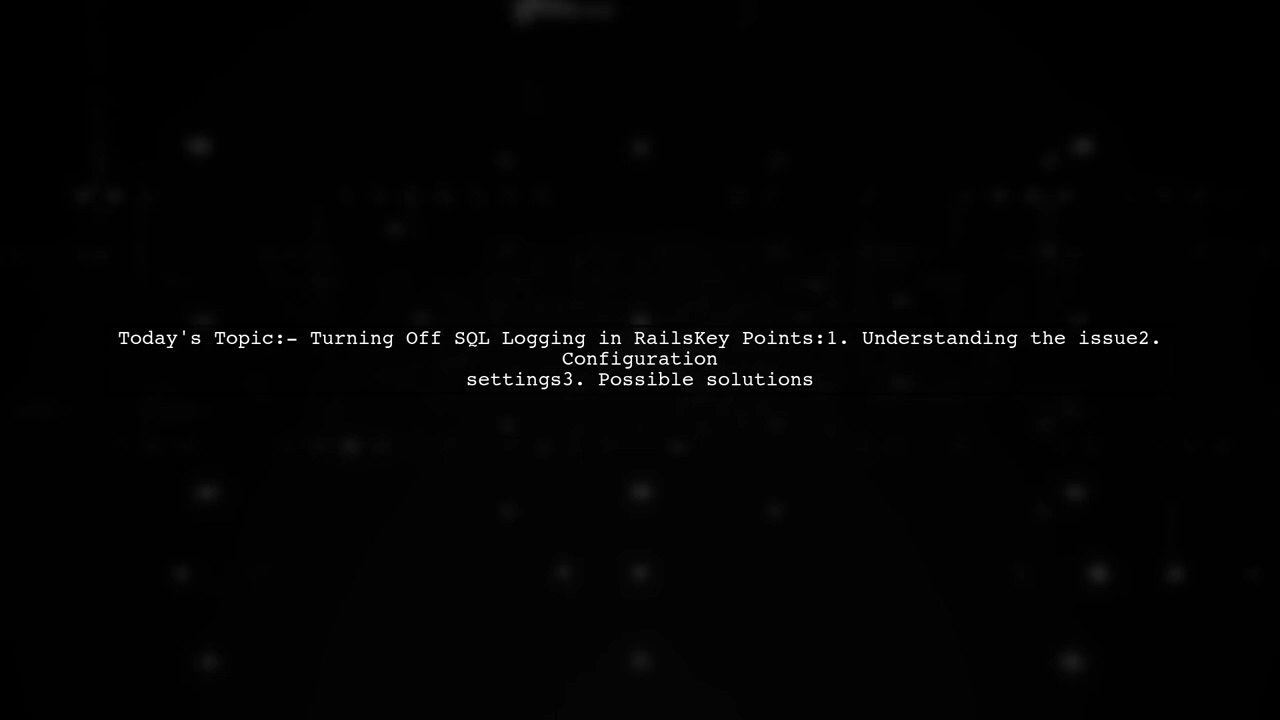 Today's Topic:- Turning Off SQL Logging in RailsKey Points:1. Understanding the issue2.
Configuration
settings3. Possible solutions